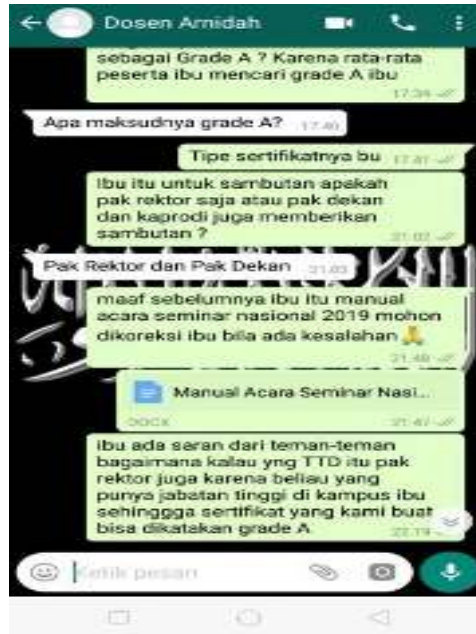 Dosen Arnidah
sebagai Grade A ? Karena rata-rata
peserta ibu mencari grade A ibu
17:39
Apa maksudnya grade A?
17:40
Tipe sertifikatnya bu
17:41
Ibu itu untuk sambutan apakah
pak rektor saja atau pak dekan
dan kaprodi juga memberikan
sambutan ?
21:02
Pak Rektor dan Pak Dekan
21:03
maaf sebelumnya ibu itu manual
acara seminar nasional 2019 mohon
dikoreksi ibu bila ada kesalahan 🙏
21:48
Manual Acara Seminar Nasi...
DOCX
21:47
ibu ada saran dari teman-teman
bagaimana kalau yng TTD itu pak
rektor juga karena beliau yang
punya jabatan tinggi di kampus ibu
sehinggga sertifikat yang kami buat
bisa dikatakan grade A
22:19
Ketik pesan